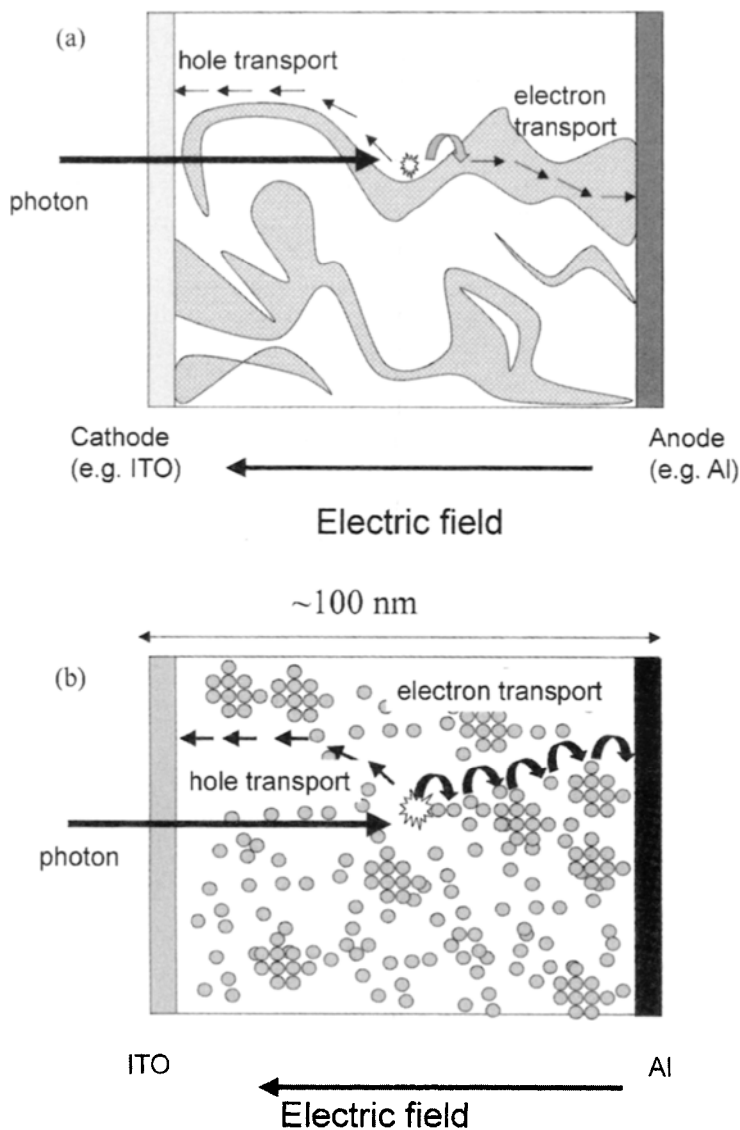 (a)
hole transport
electron
transport
photon
Cathode
(e.g. ITO)
Anode
(e.g. Al)
Electric field
~100 nm
(b)
electron transport
hole transport
photon
ITO
Al
Electric field